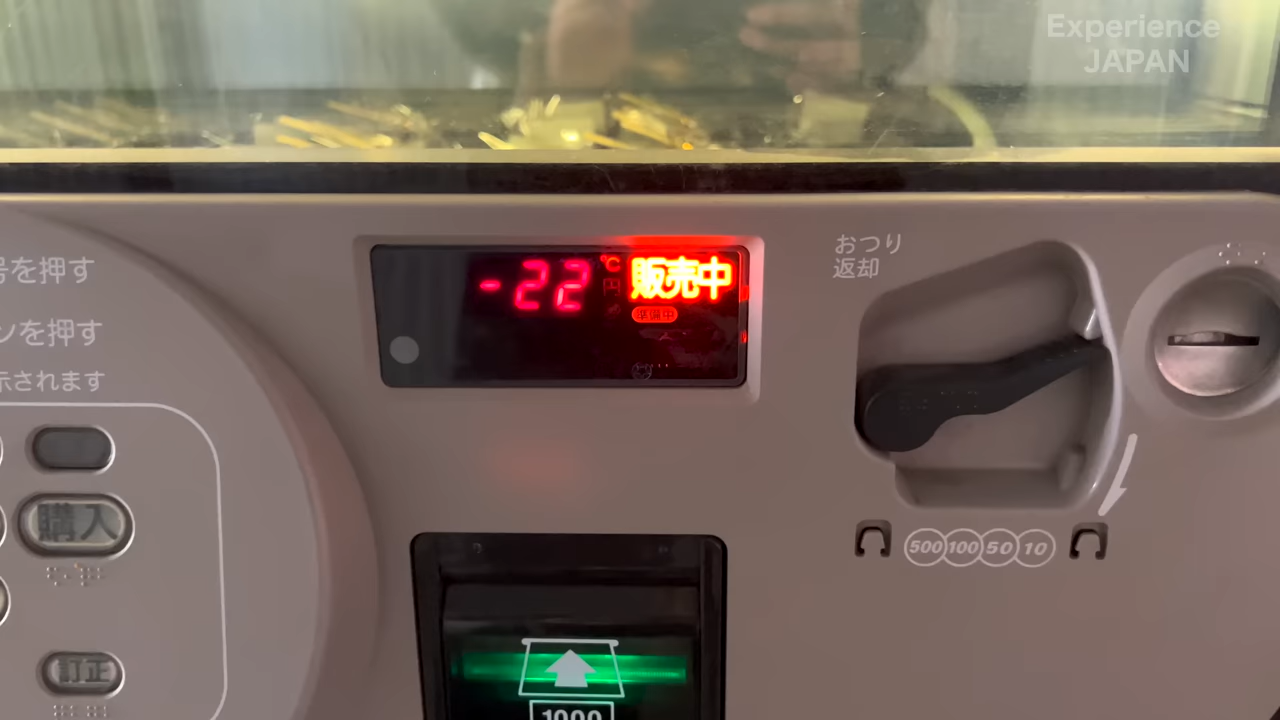 Experience
JAPAN
号を押す
ンを押す
示されます
購入
訂正
-22
℃
円
販売中
準備中
おつり
返却
500 100 50 10
1000